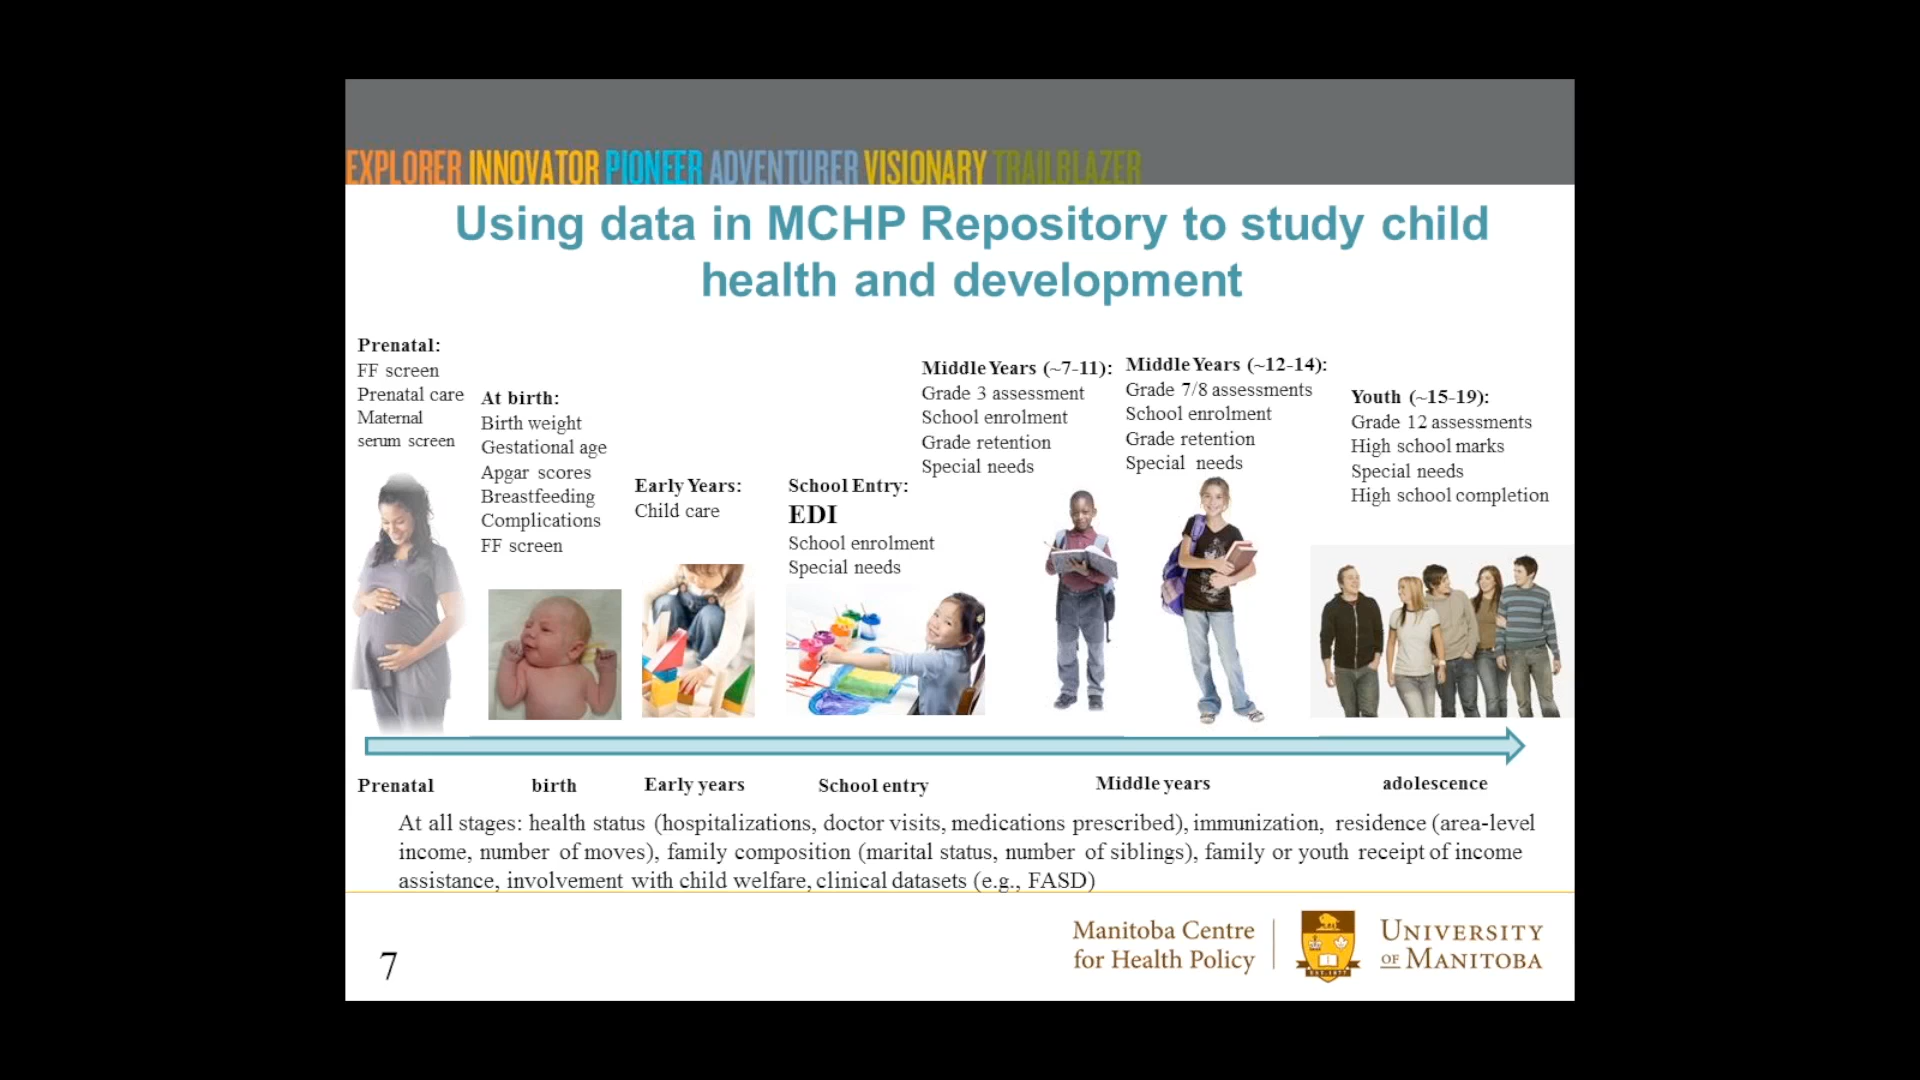 EXPLORER INNOVATOR PIONEER ADVENTURER VISIONARY TRAILBLAZER
Using data in MCHP Repository to study child
health and development
Prenatal:
FF screen
Prenatal care
Maternal
serum screen
At birth:
Birth weight
Gestational age
Apgar scores
Breastfeeding
Complications
FF screen
Early Years:
Child care
School Entry:
EDI
School enrolment
Special needs
Middle Years (~7-11):
Grade 3 assessment
School enrolment
Grade retention
Special needs
Middle Years (~12-14):
Grade 7/8 assessments
School enrolment
Grade retention
Special needs
Youth (~15-19):
Grade 12 assessments
High school marks
Special needs
High school completion
Prenatal
birth
Early years
School entry
Middle years
adolescence
At all stages: health status (hospitalizations, doctor visits, medications prescribed), immunization, residence (area-level
income, number of moves), family composition (marital status, number of siblings), family or youth receipt of income
assistance, involvement with child welfare, clinical datasets (e.g., FASD)
7
Manitoba Centre
for Health Policy
UNIVERSITY
OF MANITOBA